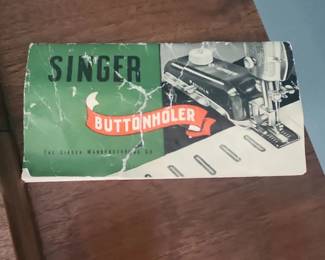 SINGER
BUTTONHOLER
THE SINGER MANUFACTURING CO